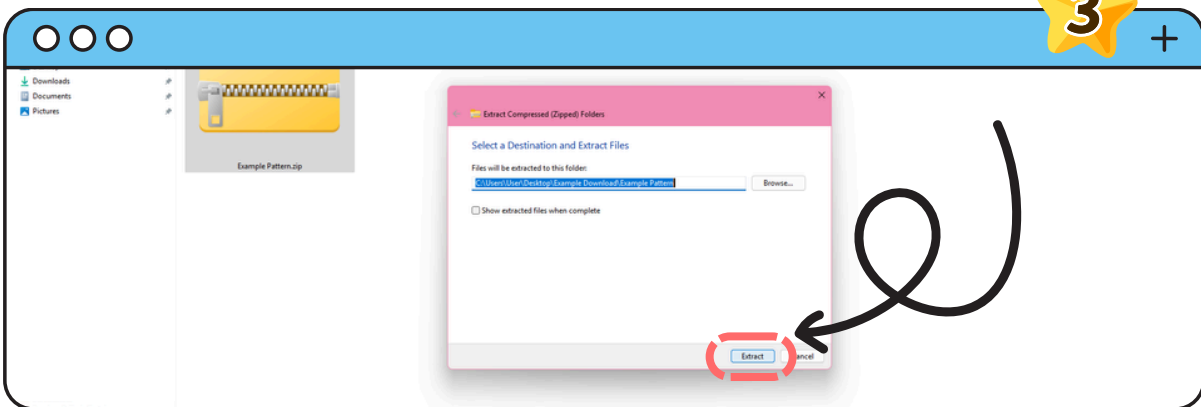 3
Downloads
Documents
Pictures
Example Pattern.zip
Extract Compressed (Zipped) Folders
Select a Destination and Extract Files
Files will be extracted to this folder:
C:\Users\User\Desktop\Example Download\Example Pattern
Browse...
Show extracted files when complete
Extract
ancel